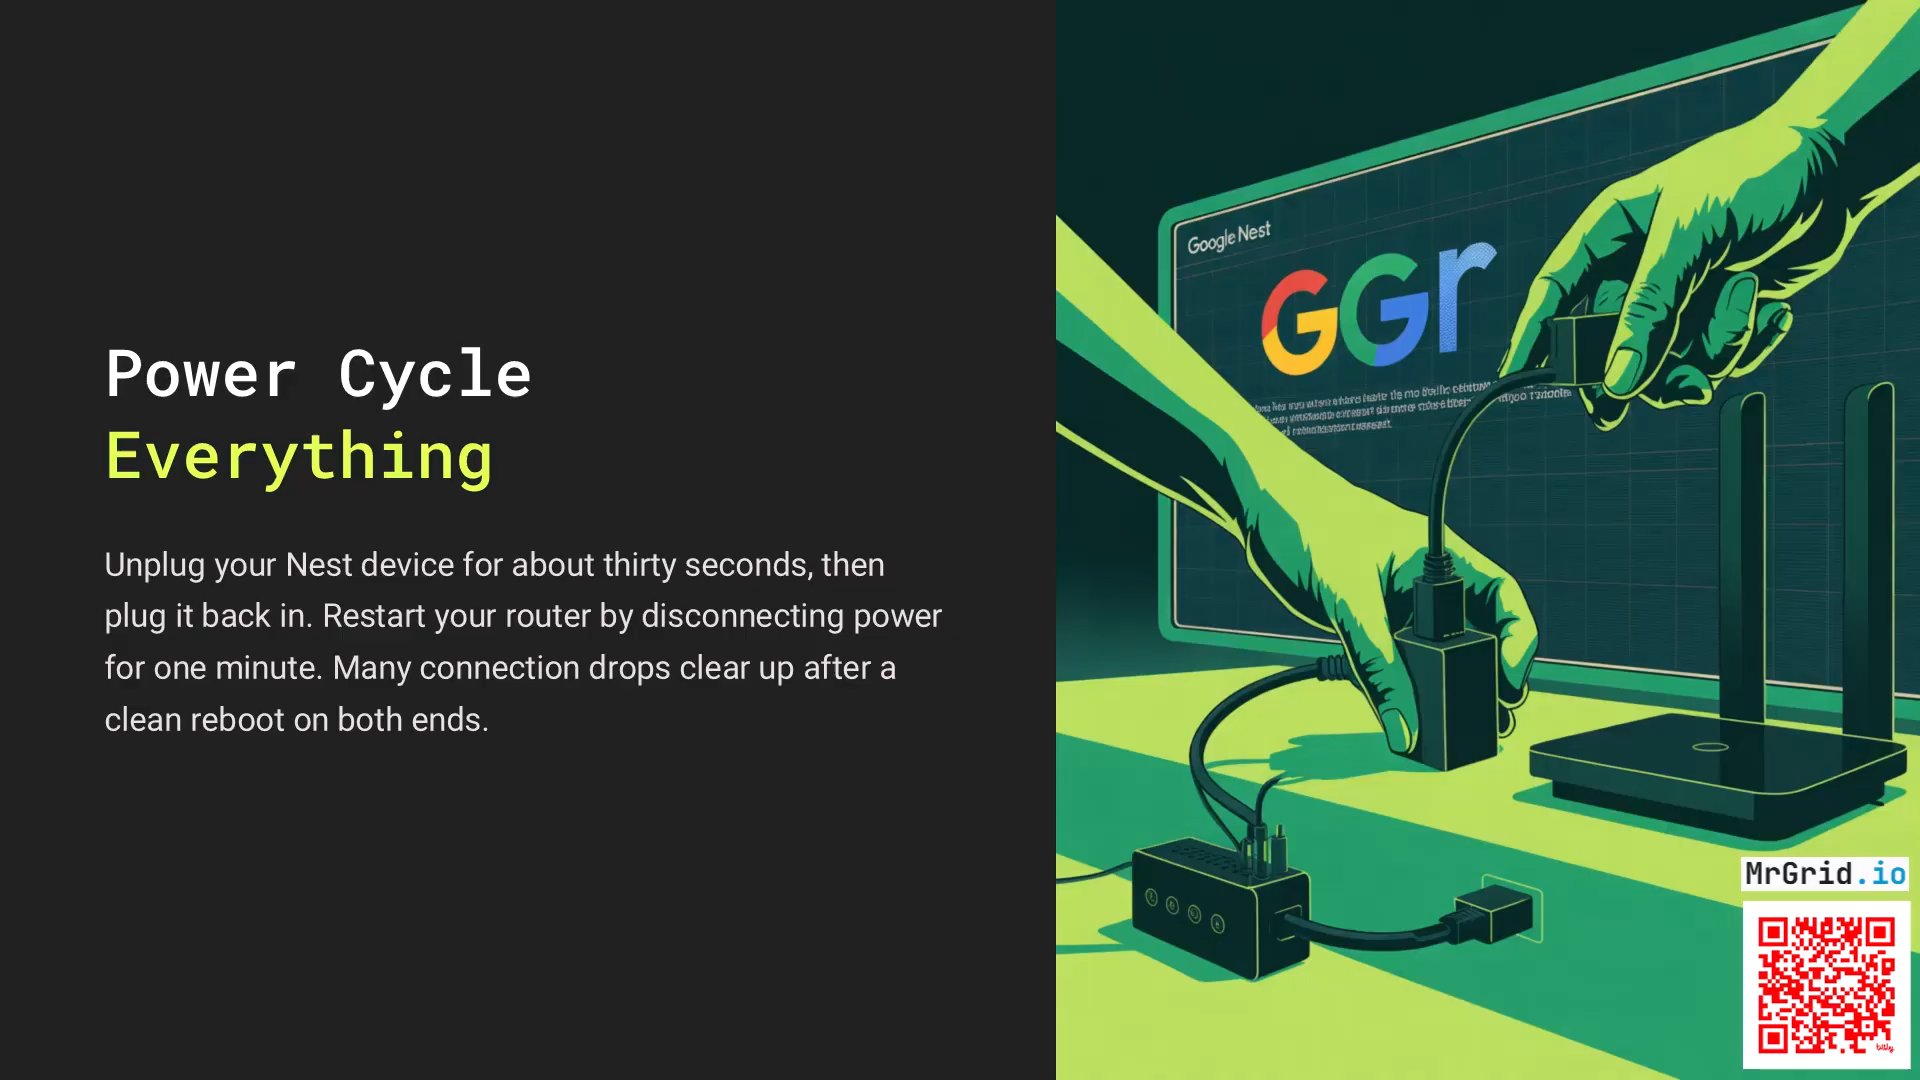 Power Cycle
Everything
Unplug your Nest device for about thirty seconds, then
plug it back in. Restart your router by disconnecting power
for one minute. Many connection drops clear up after a
clean reboot on both ends.
Google Nest
GGr
MrGrid.io
bitly